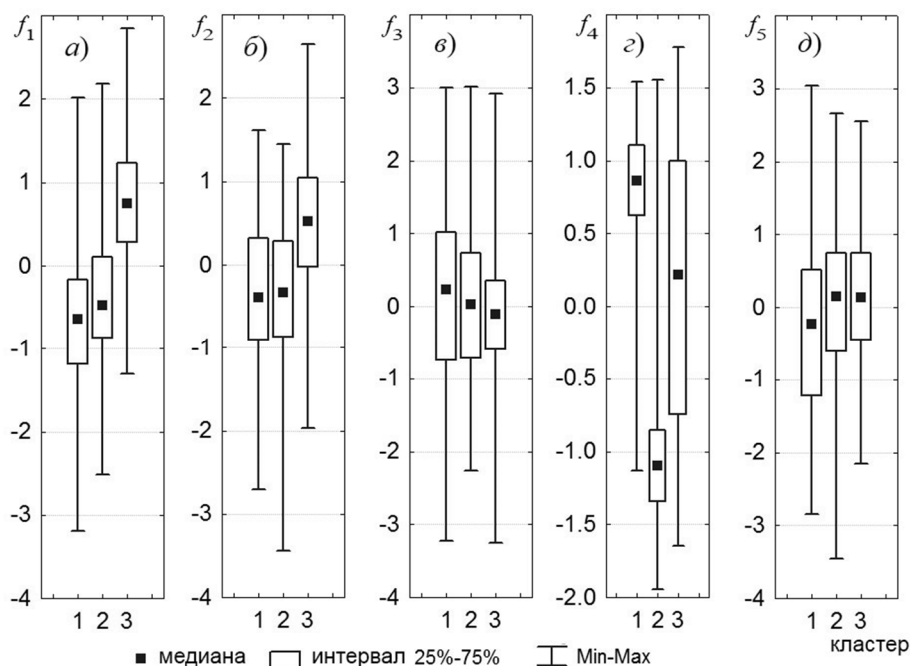 f1 а) f2 б) f3 в) f4 г) f5 д)
2 2 3 1.5 3
1 1 2 1.0 2
0 0 1 0.5 1
-1 -1 0 0.0 0
-2 -2 -1 -0.5 -1
-3 -3 -2 -1.0 -2
-4 -4 -3 -1.5 -3
-4 -2.0 -4
1 2 3 1 2 3 1 2 3 1 2 3 1 2 3
кластер
медиана интервал 25%-75% Min-Max